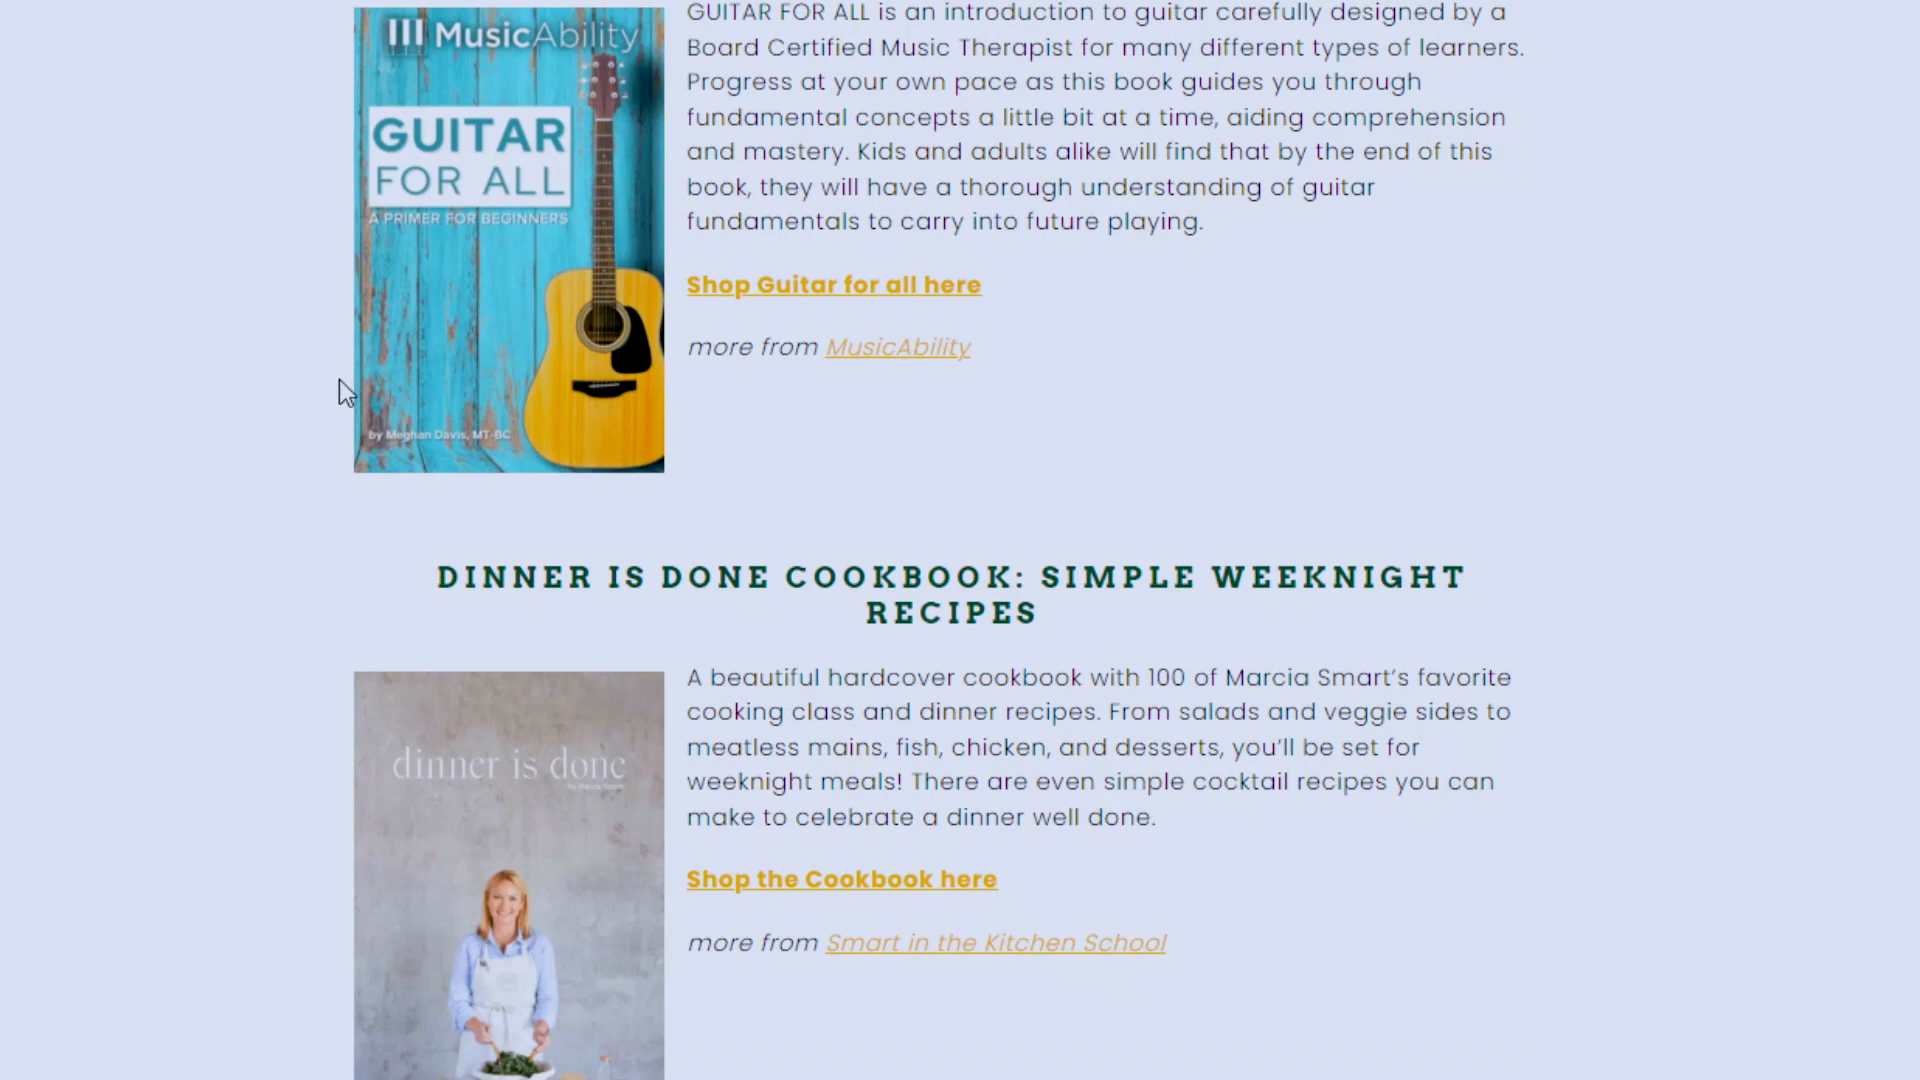 MusicAbility
GUITAR
FOR ALL
A PRIMER FOR BEGINNERS
by Meghan Davis, MT-BC
GUITAR FOR ALL is an introduction to guitar carefully designed by a
Board Certified Music Therapist for many different types of learners.
Progress at your own pace as this book guides you through
fundamental concepts a little bit at a time, aiding comprehension
and mastery. Kids and adults alike will find that by the end of this
book, they will have a thorough understanding of guitar
fundamentals to carry into future playing.
Shop Guitar for all here
more from MusicAbility
DINNER IS DONE COOKBOOK: SIMPLE WEEKNIGHT
RECIPES
dinner is done
by Marcia Smart
A beautiful hardcover cookbook with 100 of Marcia Smart’s favorite
cooking class and dinner recipes. From salads and veggie sides to
meatless mains, fish, chicken, and desserts, you’ll be set for
weeknight meals! There are even simple cocktail recipes you can
make to celebrate a dinner well done.
Shop the Cookbook here
more from Smart in the Kitchen School